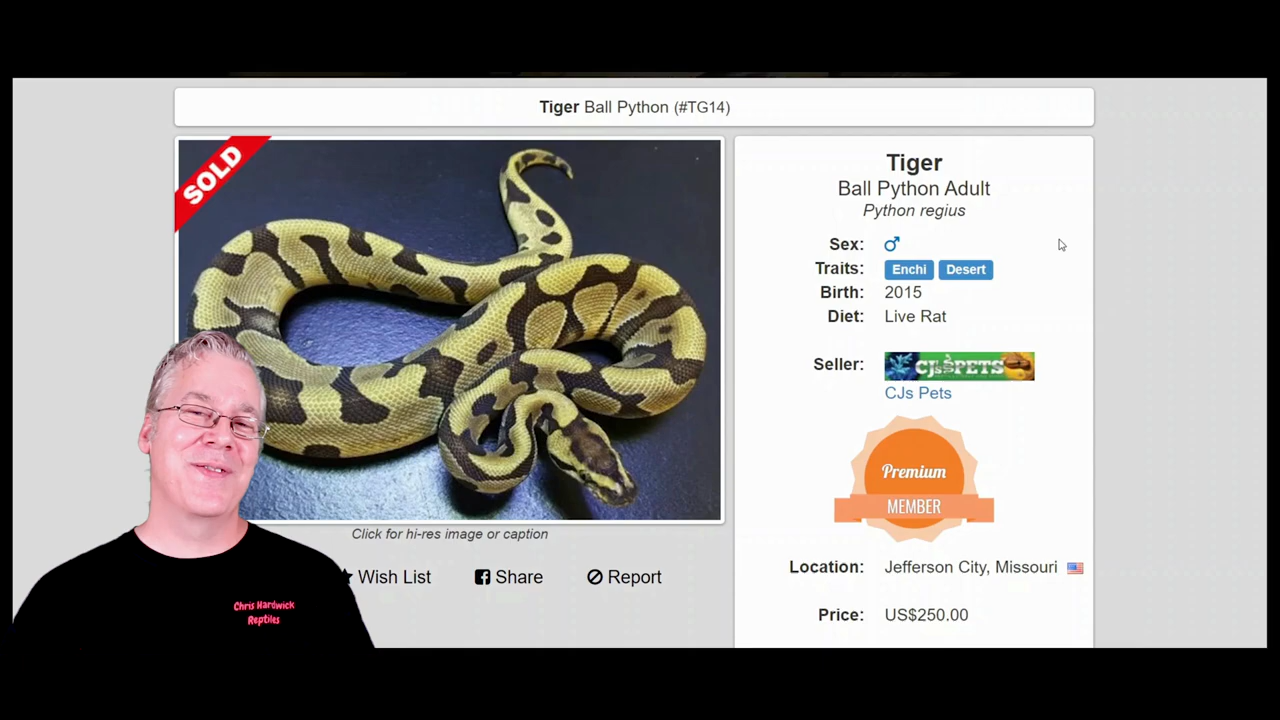 Tiger Ball Python (#TG14)
SOLD
Tiger
Ball Python Adult
Python regius
Sex: ♂
Traits: Enchi Desert
Birth: 2015
Diet: Live Rat
Seller: CJs PETS
CJs Pets
Premium
MEMBER
Location: Jefferson City, Missouri
Price: US$250.00
Click for hi-res image or caption
Wish List Share Report
Chris Hardwick
Reptiles